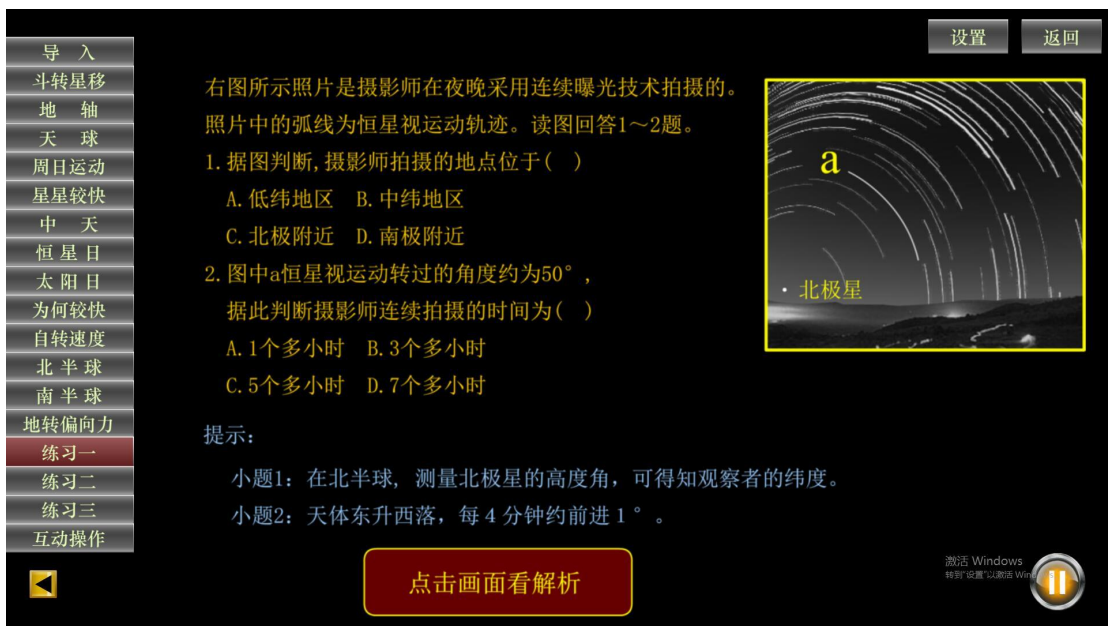 设置
返回
导 入
斗转星移
地 轴
天 球
周日运动
星星较快
中 天
恒星日
太阳日
为何较快
自转速度
北半球
南半球
地转偏向力
练习一
练习二
练习三
互动操作
右图所示照片是摄影师在夜晚采用连续曝光技术拍摄的。
照片中的弧线为恒星视运动轨迹。读图回答1～2题。
1.据图判断,摄影师拍摄的地点位于( )
A.低纬地区 B.中纬地区
C.北极附近 D.南极附近
2.图中a恒星视运动转过的角度约为50°,
据此判断摄影师连续拍摄的时间为( )
A.1个多小时 B.3个多小时
C.5个多小时 D.7个多小时
a
北极星
提示：
小题1：在北半球，测量北极星的高度角，可得知观察者的纬度。
小题2：天体东升西落，每4分钟约前进1°。
点击画面看解析
激活 Windows
转到"设置"以激活 Win